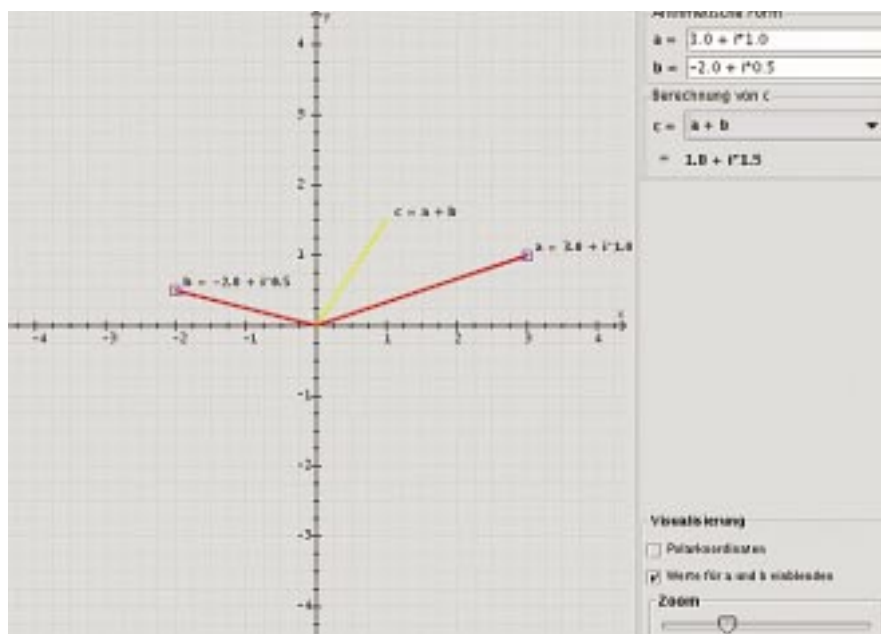 y
4
3
2
1
-1
-2
-3
-4
-4
-3
-2
-1
1
2
3
4
x
c = a + b
a = 3.0 + i*1.0
b = -2.0 + i*0.5
Arithmetische Form
a = 3.0 + i*1.0
b = -2.0 + i*0.5
Berechnung von c
c = a + b
= 1.0 + i*1.5
Visualisierung
Polarkoordinaten
Werte für a und b einblenden
Zoom